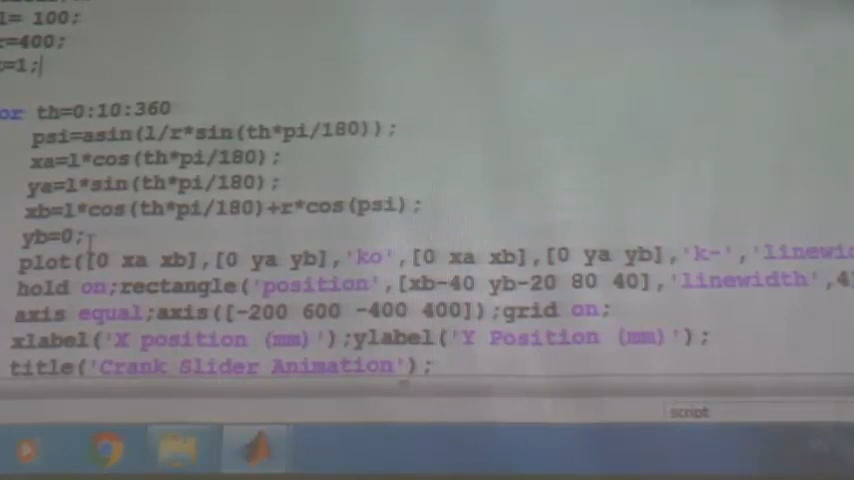 l= 100;
r=400;
=1;
or th=0:10:360
psi=asin(l/r*sin(th*pi/180));
xa=l*cos(th*pi/180);
ya=l*sin(th*pi/180);
xb=l*cos(th*pi/180)+r*cos(psi);
yb=0;
plot([0 xa xb],[0 ya yb],'ko',[0 xa xb],[0 ya yb],'k-','linewid
hold on;rectangle('position',[xb-40 yb-20 80 40],'linewidth',4
axis equal;axis([-200 600 -400 400]);grid on;
xlabel('X position (mm)');ylabel('Y Position (mm)');
title('Crank Slider Animation');
script